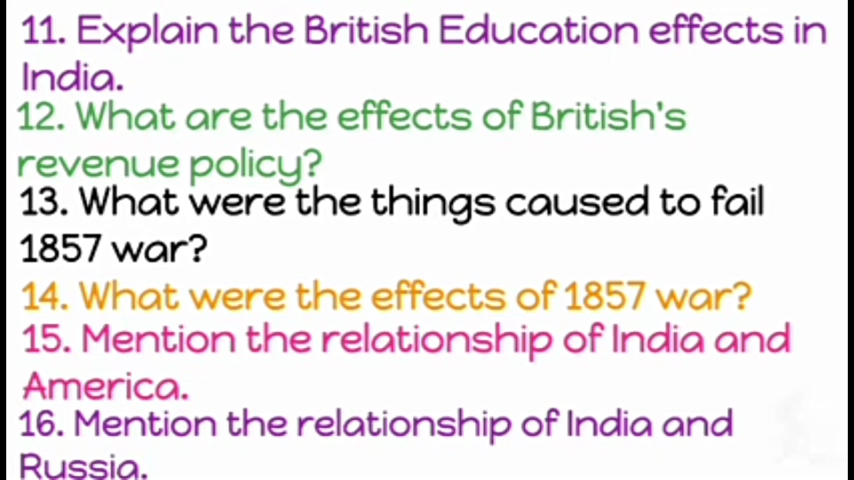 11. Explain the British Education effects in
India.
12. What are the effects of British's
revenue policy?
13. What were the things caused to fail
1857 war?
14. What were the effects of 1857 war?
15. Mention the relationship of India and
America.
16. Mention the relationship of India and
Russia.